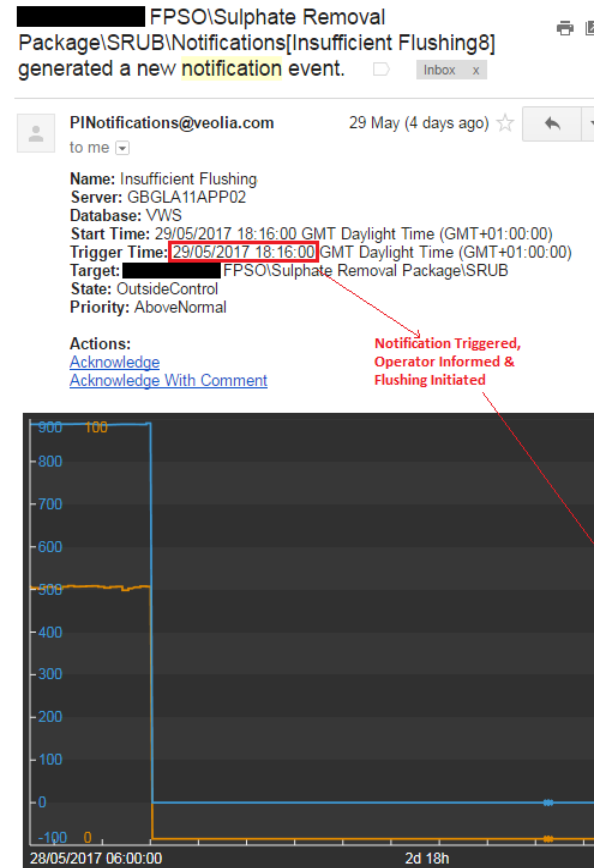 FPSO\Sulphate Removal
Package\SRUB\Notifications[Insufficient Flushing8]
generated a new notification event.
Inbox x
PINotifications@veolia.com
29 May (4 days ago)
to me
Name: Insufficient Flushing
Server: GBGLA11APP02
Database: VWS
Start Time: 29/05/2017 18:16:00 GMT Daylight Time (GMT+01:00:00)
Trigger Time: 29/05/2017 18:16:00 GMT Daylight Time (GMT+01:00:00)
Target: FPSO\Sulphate Removal Package\SRUB
State: OutsideControl
Priority: AboveNormal
Actions:
Acknowledge
Acknowledge With Comment
Notification Triggered,
Operator Informed &
Flushing Initiated
900 100
800
700
600
500
400
300
200
100
0
-100 0
28/05/2017 06:00:00
2d 18h